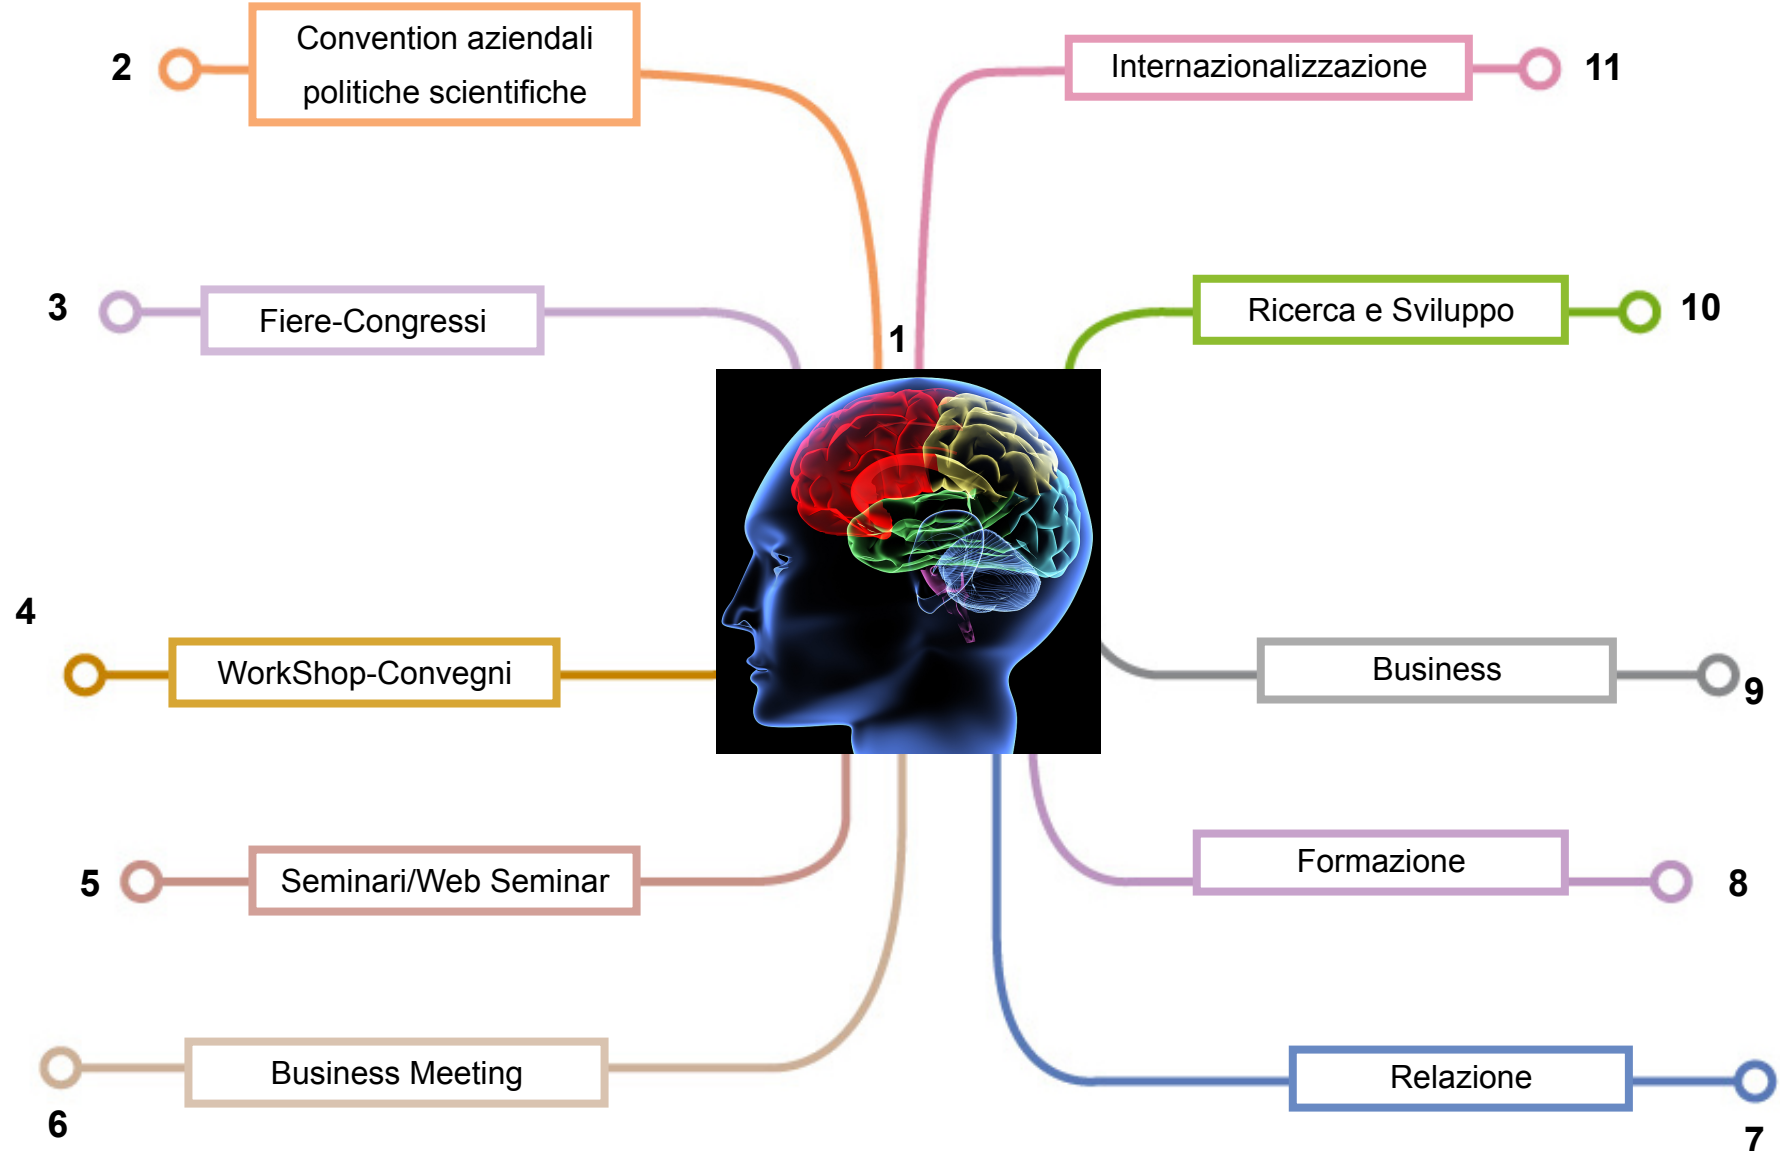 2
Convention aziendali
politiche scientifiche
Internazionalizzazione
11
3
Fiere-Congressi
1
Ricerca e Sviluppo
10
4
WorkShop-Convegni
Business
9
5
Seminari/Web Seminar
Formazione
8
Business Meeting
6
Relazione
7